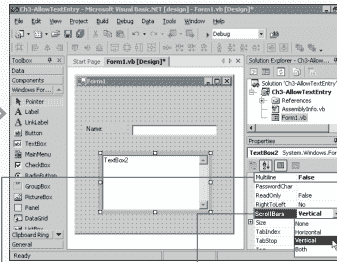 Ch3-AllowTextEntry - Microsoft Visual Basic.NET [design] - Form1.vb [Design]*
File Edit View Project Build Debug Data Tools Window Help
Debug
Toolbox
Data
Components
Windows For...
Pointer
A Label
A LinkLabel
Button
TextBox
MainMenu
CheckBox
RadioButton
GroupBox
PictureBox
Panel
DataGrid
ListBox
Clipboard Ring
General
Ready
Start Page Form1.vb [Design]*
Form1
Name
TextBox2
Solution Explorer - Ch3-Allow...
Solution 'Ch3-AllowTextEntry'
Ch3-AllowTextEntry
References
AssemblyInfo.vb
Form1.vb
Properties
TextBox2 System.Windows.For
Multiline False
PasswordChar
ReadOnly False
RightToLeft No
ScrollBars Vertical
Size None
TabIndex Horizontal
TabStop Vertical
Both